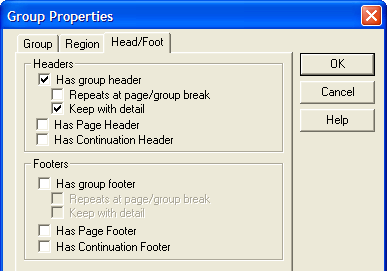 Group Properties
Group Region Head/Foot
Headers
Has group header
Repeats at page/group break
Keep with detail
Has Page Header
Has Continuation Header
Footers
Has group footer
Repeats at page/group break
Keep with detail
Has Page Footer
Has Continuation Footer
OK
Cancel
Help